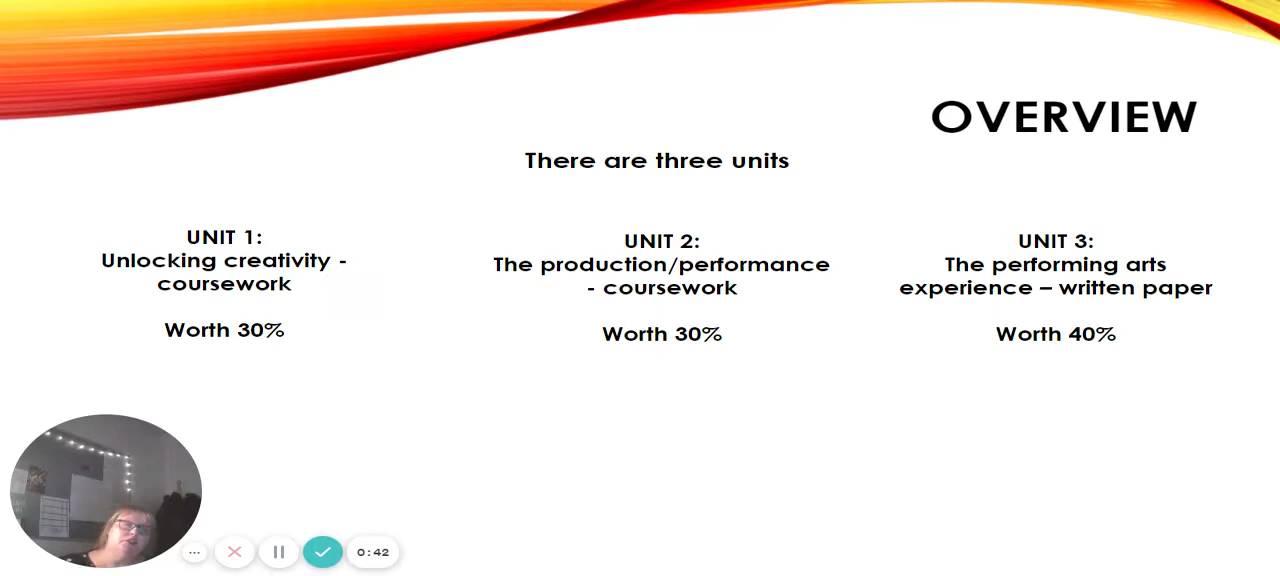 OVERVIEW
There are three units
UNIT 1:
Unlocking creativity -
coursework
Worth 30%
UNIT 2:
The production/performance
- coursework
Worth 30%
UNIT 3:
The performing arts
experience – written paper
Worth 40%
0:42